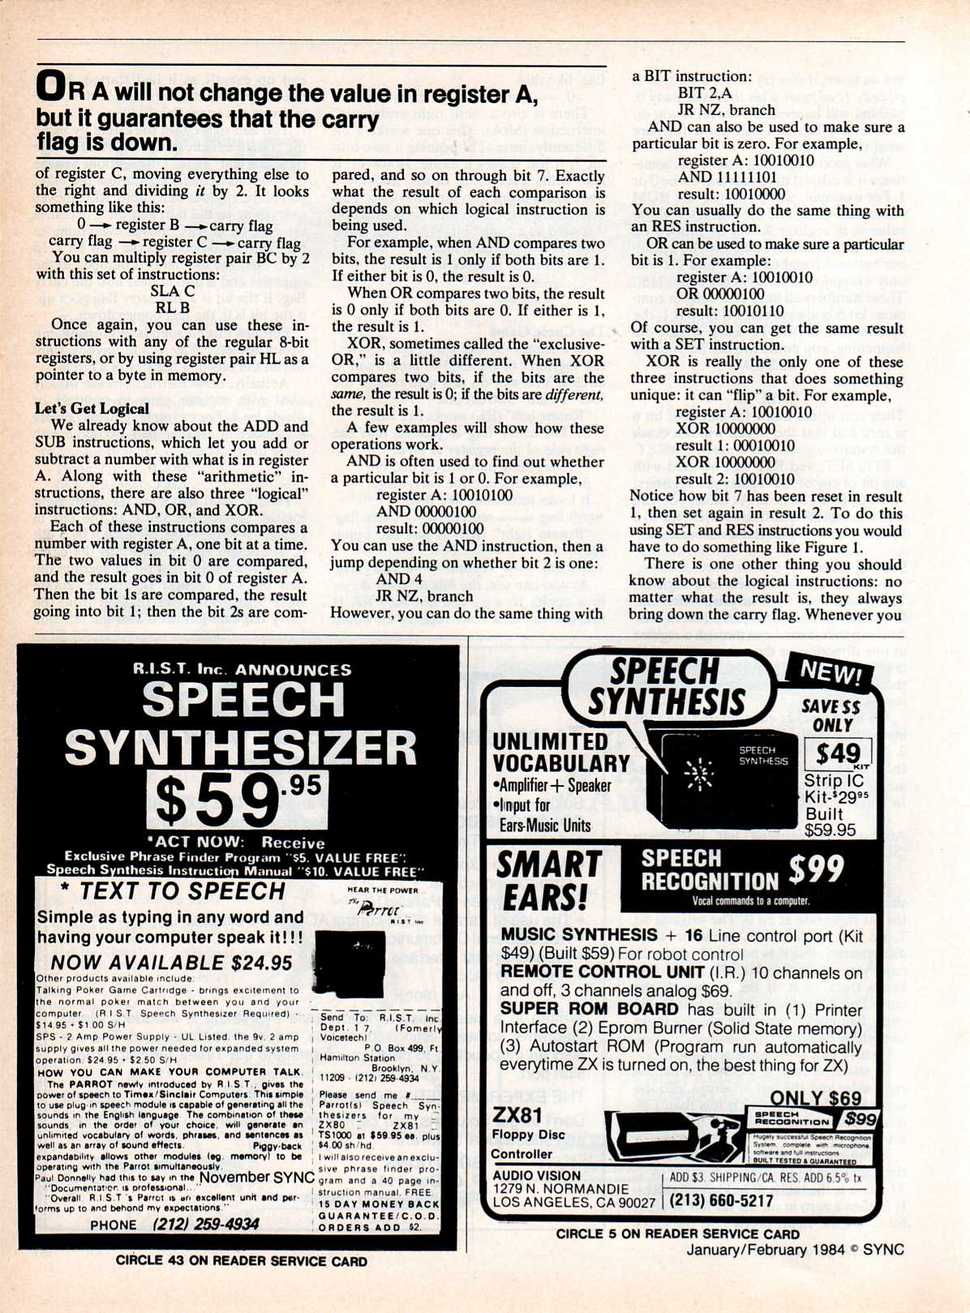 OR A will not change the value in register A,
but it guarantees that the carry
flag is down.
of register C, moving everything else to
the right and dividing it by 2. It looks
something like this:
0 → register B → carry flag
carry flag → register C → carry flag
You can multiply register pair BC by 2
with this set of instructions:
SLA C
RL B
Once again, you can use these in-
structions with any of the regular 8-bit
registers, or by using register pair HL as a
pointer to a byte in memory.
Let's Get Logical
We already know about the ADD and
SUB instructions, which let you add or
subtract a number with what is in register
A. Along with these "arithmetic" in-
structions, there are also three "logical"
instructions: AND, OR, and XOR.
Each of these instructions compares a
number with register A, one bit at a time.
The two values in bit 0 are compared,
and the result goes in bit 0 of register A.
Then the bit 1s are compared, the result
going into bit 1; then the bit 2s are com-
pared, and so on through bit 7. Exactly
what the result of each comparison is
depends on which logical instruction is
being used.
For example, when AND compares two
bits, the result is 1 only if both bits are 1.
If either bit is 0, the result is 0.
When OR compares two bits, the result
is 0 only if both bits are 0. If either is 1,
the result is 1.
XOR, sometimes called the "exclusive-
OR," is a little different. When XOR
compares two bits, if the bits are the
same, the result is 0; if the bits are different,
the result is 1.
A few examples will show how these
operations work.
AND is often used to find out whether
a particular bit is 1 or 0. For example,
register A: 10010100
AND 00000100
result: 00000100
You can use the AND instruction, then a
jump depending on whether bit 2 is one:
AND 4
JR NZ, branch
However, you can do the same thing with
a BIT instruction:
BIT 2,A
JR NZ, branch
AND can also be used to make sure a
particular bit is zero. For example,
register A: 10010010
AND 11111101
result: 10010000
You can usually do the same thing with
an RES instruction.
OR can be used to make sure a particular
bit is 1. For example:
register A: 10010010
OR 00000100
result: 10010110
Of course, you can get the same result
with a SET instruction.
XOR is really the only one of these
three instructions that does something
unique: it can "flip" a bit. For example,
register A: 10010010
XOR 10000000
result 1: 00010010
XOR 10000000
result 2: 10010010
Notice how bit 7 has been reset in result
1, then set again in result 2. To do this
using SET and RES instructions you would
have to do something like Figure 1.
There is one other thing you should
know about the logical instructions: no
matter what the result is, they always
bring down the carry flag. Whenever you
R.I.S.T. Inc. ANNOUNCES
SPEECH
SYNTHESIZER
$59.95
*ACT NOW: Receive
Exclusive Phrase Finder Program "$5. VALUE FREE";
Speech Synthesis Instruction Manual "$10. VALUE FREE"
* TEXT TO SPEECH
Simple as typing in any word and
having your computer speak it!!!
NOW AVAILABLE $24.95
Other products available include:
Talking Poker Game Cartridge - brings excitement to
the normal poker match between you and your
computer. (R.I.S.T. Speech Synthesizer Required) -
$14.95 • $1.00 S/H
SPS - 2 Amp Power Supply - UL Listed. the 9v, 2 amp
supply gives all the power needed for expanded system
operation. $24.95 • $2.50 S/H
HOW YOU CAN MAKE YOUR COMPUTER TALK.
The PARROT newly introduced by R.I.S.T., gives the
power of speech to Timex/Sinclair Computers. This simple
to use plug-in speech module is capable of generating all the
sounds in the English language. The combination of these
sounds, in the order of your choice, will generate an
unlimited vocabulary of words, phrases, and sentences as
well as an array of sound effects. Piggy-back
expandability allows other modules (eg. memory) to be
operating with the Parrot simultaneously.
Paul Donnelly had this to say in the November SYNC
"Documentation is professional..."
"Overall, R.I.S.T.'s Parrot is an excellent unit and per-
forms up to and behond my expectations".
PHONE (212) 259-4934
HEAR THE POWER
The Parrot
R.I.S.T. Inc
Send To: R.I.S.T. Inc.
Dept. 17, (Fomerly
Voicetech)
P.O. Box 499, Ft.
Hamilton Station
Brooklyn, N.Y.
11209 - (212) 259-4934
Please send me #
Parrot(s) Speech Syn-
thesizers for my -
ZX80 - ZX81 -
TS1000 at $59.95 ea. plus
$4.00 sh/hd.
I will also receive an exclu-
sive phrase finder pro-
gram and a 40 page in-
struction manual, FREE.
15 DAY MONEY BACK
GUARANTEE/C.O.D.
ORDERS ADD $2.
CIRCLE 43 ON READER SERVICE CARD
SPEECH
SYNTHESIS
NEW!
UNLIMITED
VOCABULARY
•Amplifier + Speaker
•Input for
Ears-Music Units
SPEECH
SYNTHESIS
SAVE $$
ONLY
$49
KIT
Strip IC
Kit-$29⁹⁵
Built
$59.95
SMART
EARS!
SPEECH
RECOGNITION $99
Vocal commands to a computer.
MUSIC SYNTHESIS + 16 Line control port (Kit
$49) (Built $59) For robot control
REMOTE CONTROL UNIT (I.R.) 10 channels on
and off, 3 channels analog $69.
SUPER ROM BOARD has built in (1) Printer
Interface (2) Eprom Burner (Solid State memory)
(3) Autostart ROM (Program run automatically
everytime ZX is turned on, the best thing for ZX)
ONLY $69
ZX81
Floppy Disc
Controller
SPEECH
RECOGNITION $99
Hugely successful Speech Recognition
System, complete with microphone,
software and full instructions.
BUILT TESTED & GUARANTEED
AUDIO VISION
1279 N. NORMANDIE
LOS ANGELES, CA 90027
ADD $3. SHIPPING/CA. RES. ADD 6.5% tx
(213) 660-5217
CIRCLE 5 ON READER SERVICE CARD
January/February 1984 © SYNC